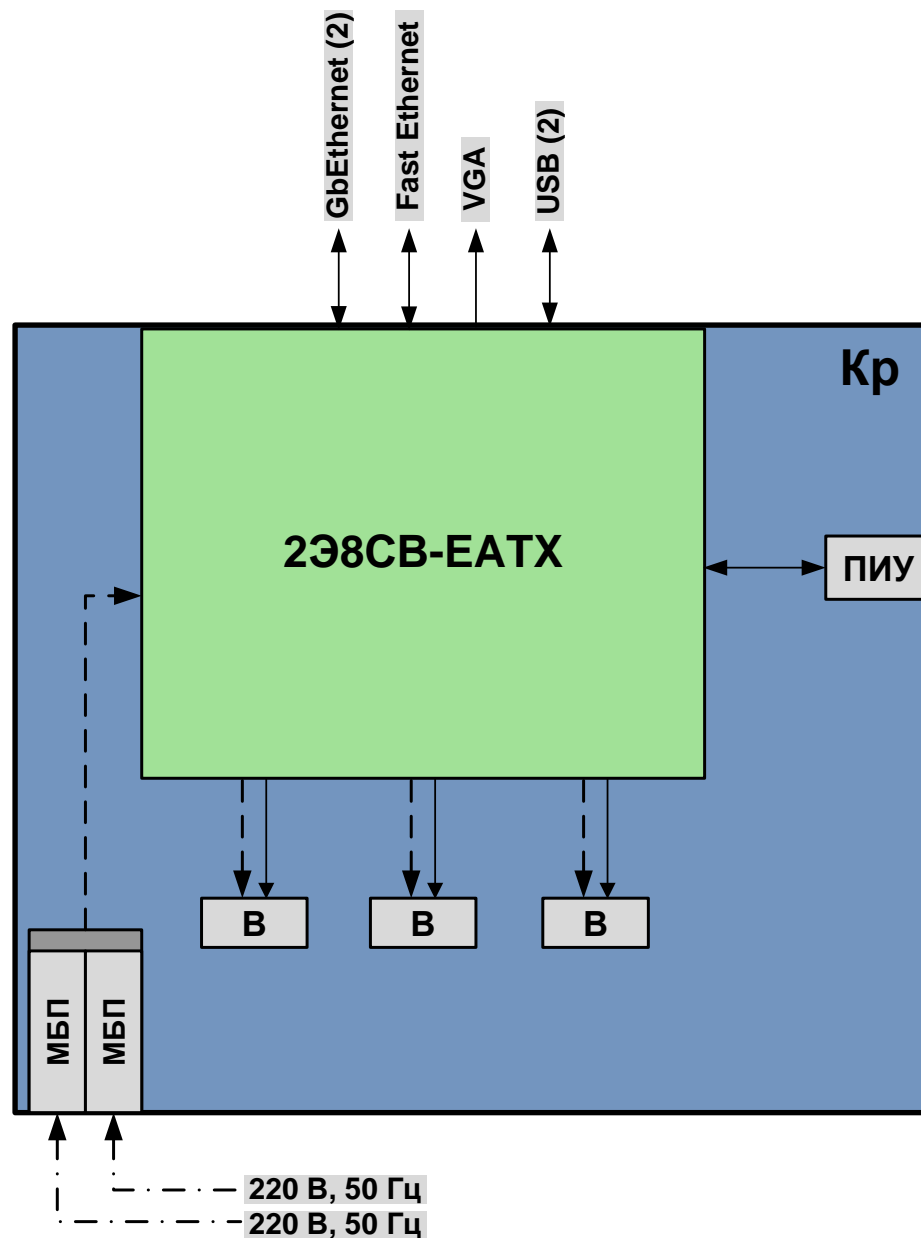 GbEthernet (2)
Fast Ethernet
VGA
USB (2)
Кр
2Э8СВ-EATX
ПИУ
В
В
В
МБП
МБП
220 В, 50 Гц
220 В, 50 Гц